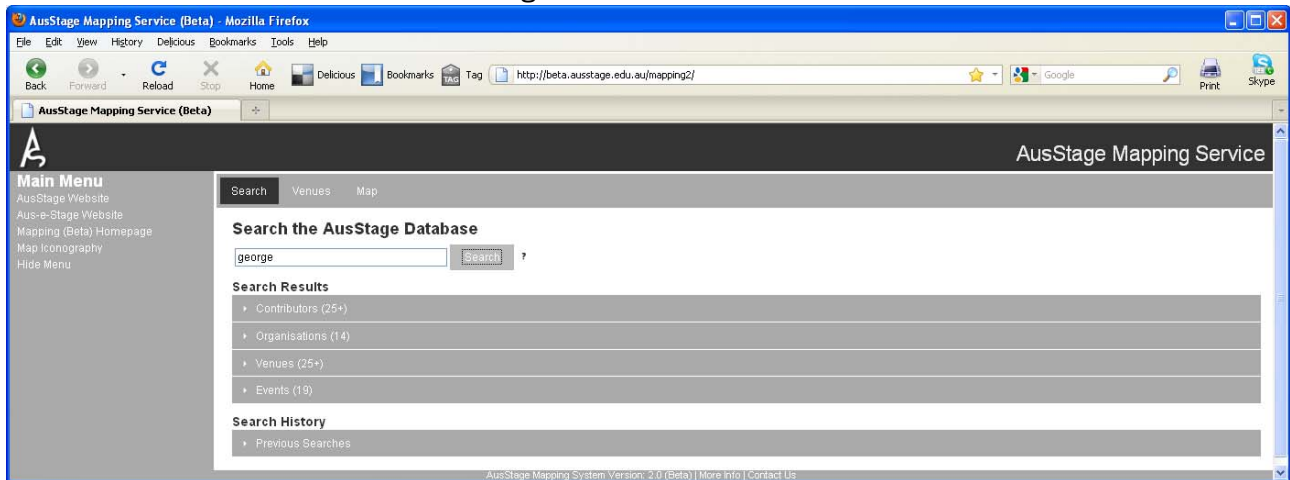 AusStage Mapping Service (Beta) - Mozilla Firefox
File Edit View History Delicious Bookmarks Tools Help
Back Forward Reload Stop Home Delicious Bookmarks TAG Tag http://beta.ausstage.edu.au/mapping2/ Google Print Skype
AusStage Mapping Service (Beta)
AusStage Mapping Service
Main Menu
AusStage Website
Aus-e-Stage Website
Mapping (Beta) Homepage
Map Iconography
Hide Menu
Search Venues Map
Search the AusStage Database
george Search ?
Search Results
Contributors (25+)
Organisations (14)
Venues (25+)
Events (19)
Search History
Previous Searches
AusStage Mapping System Version: 2.0 (Beta) | More Info | Contact Us